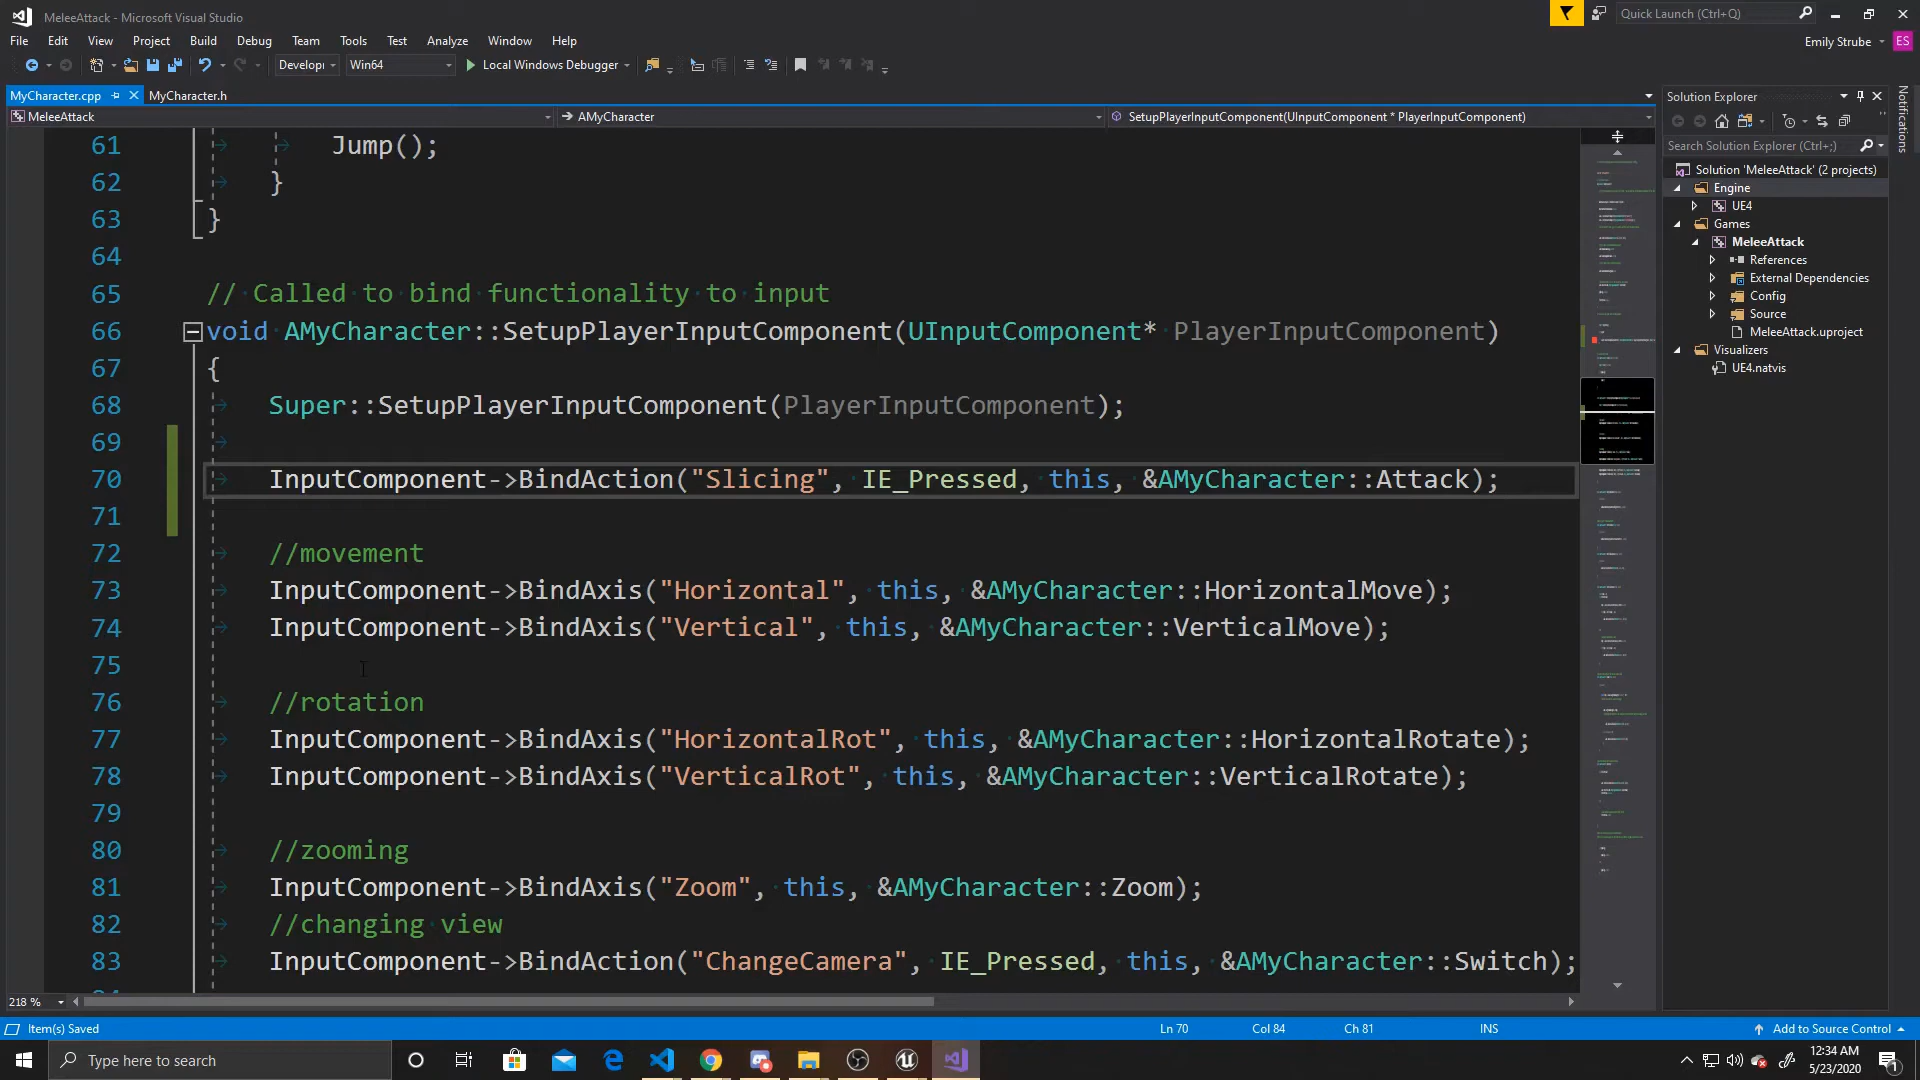 MeleeAttack - Microsoft Visual Studio
Quick Launch (Ctrl+Q)
File Edit View Project Build Debug Team Tools Test Analyze Window Help
Emily Strube ES
Develop Win64 Local Windows Debugger
MyCharacter.cpp MyCharacter.h
MeleeAttack AMyCharacter SetupPlayerInputComponent(UInputComponent * PlayerInputComponent)
61 Jump();
62 }
63 }
64
65 // Called to bind functionality to input
66 void AMyCharacter::SetupPlayerInputComponent(UInputComponent* PlayerInputComponent)
67 {
68 Super::SetupPlayerInputComponent(PlayerInputComponent);
69
70 InputComponent->BindAction("Slicing", IE_Pressed, this, &AMyCharacter::Attack);
71
72 //movement
73 InputComponent->BindAxis("Horizontal", this, &AMyCharacter::HorizontalMove);
74 InputComponent->BindAxis("Vertical", this, &AMyCharacter::VerticalMove);
75
76 //rotation
77 InputComponent->BindAxis("HorizontalRot", this, &AMyCharacter::HorizontalRotate);
78 InputComponent->BindAxis("VerticalRot", this, &AMyCharacter::VerticalRotate);
79
80 //zooming
81 InputComponent->BindAxis("Zoom", this, &AMyCharacter::Zoom);
82 //changing view
83 InputComponent->BindAction("ChangeCamera", IE_Pressed, this, &AMyCharacter::Switch);
218 %
Solution Explorer
Search Solution Explorer (Ctrl+;)
Solution 'MeleeAttack' (2 projects)
Engine
UE4
Games
MeleeAttack
References
External Dependencies
Config
Source
MeleeAttack.uproject
Visualizers
UE4.natvis
Notifications
Item(s) Saved Ln 70 Col 84 Ch 81 INS Add to Source Control
Type here to search
12:34 AM
5/23/2020
1